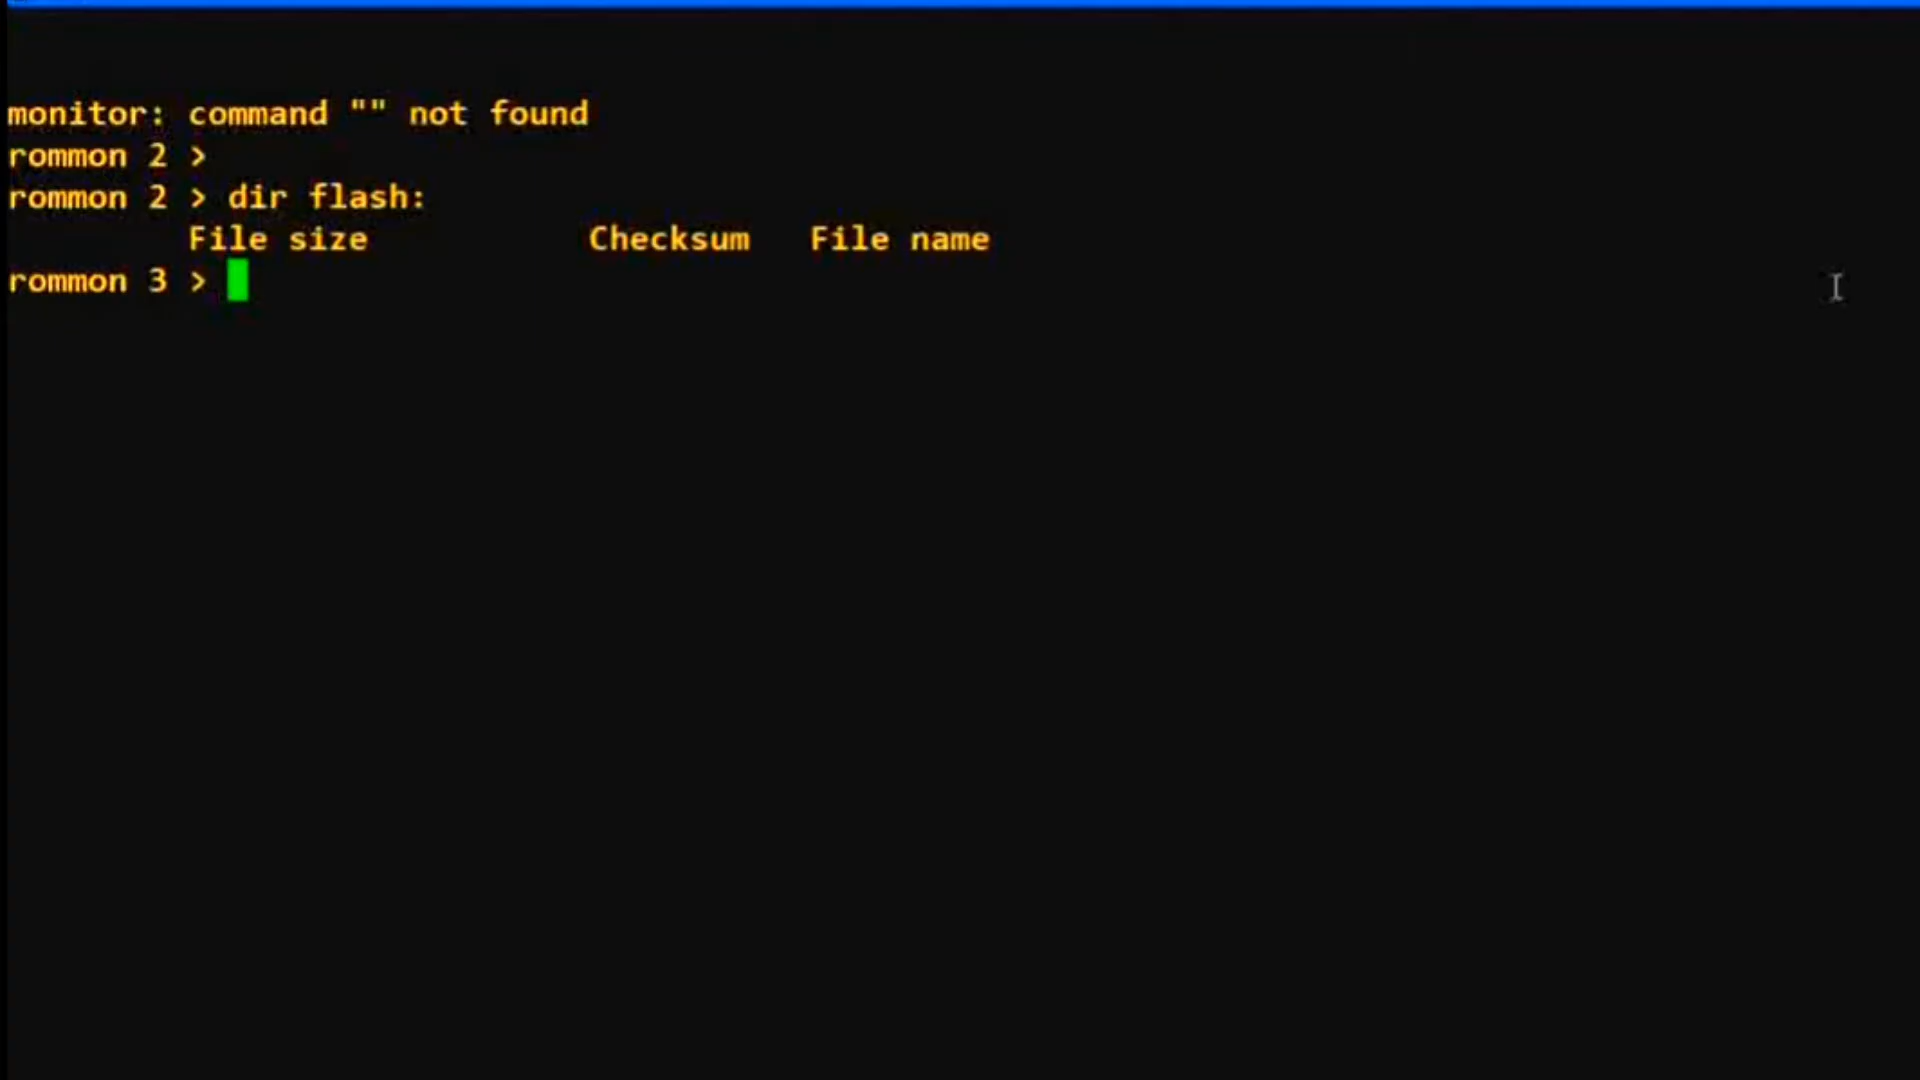 monitor: command "" not found
rommon 2 >
rommon 2 > dir flash:
File size Checksum File name
rommon 3 >